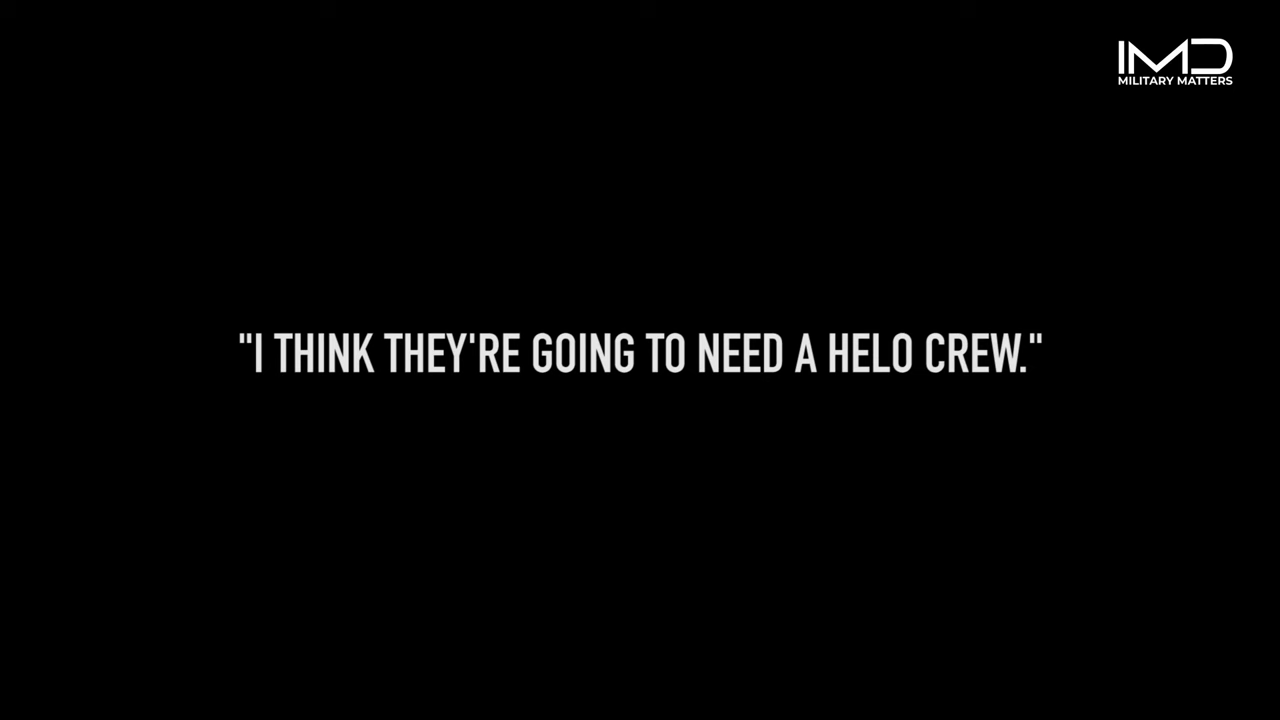 IMD
MILITARY MATTERS
"I THINK THEY'RE GOING TO NEED A HELO CREW."